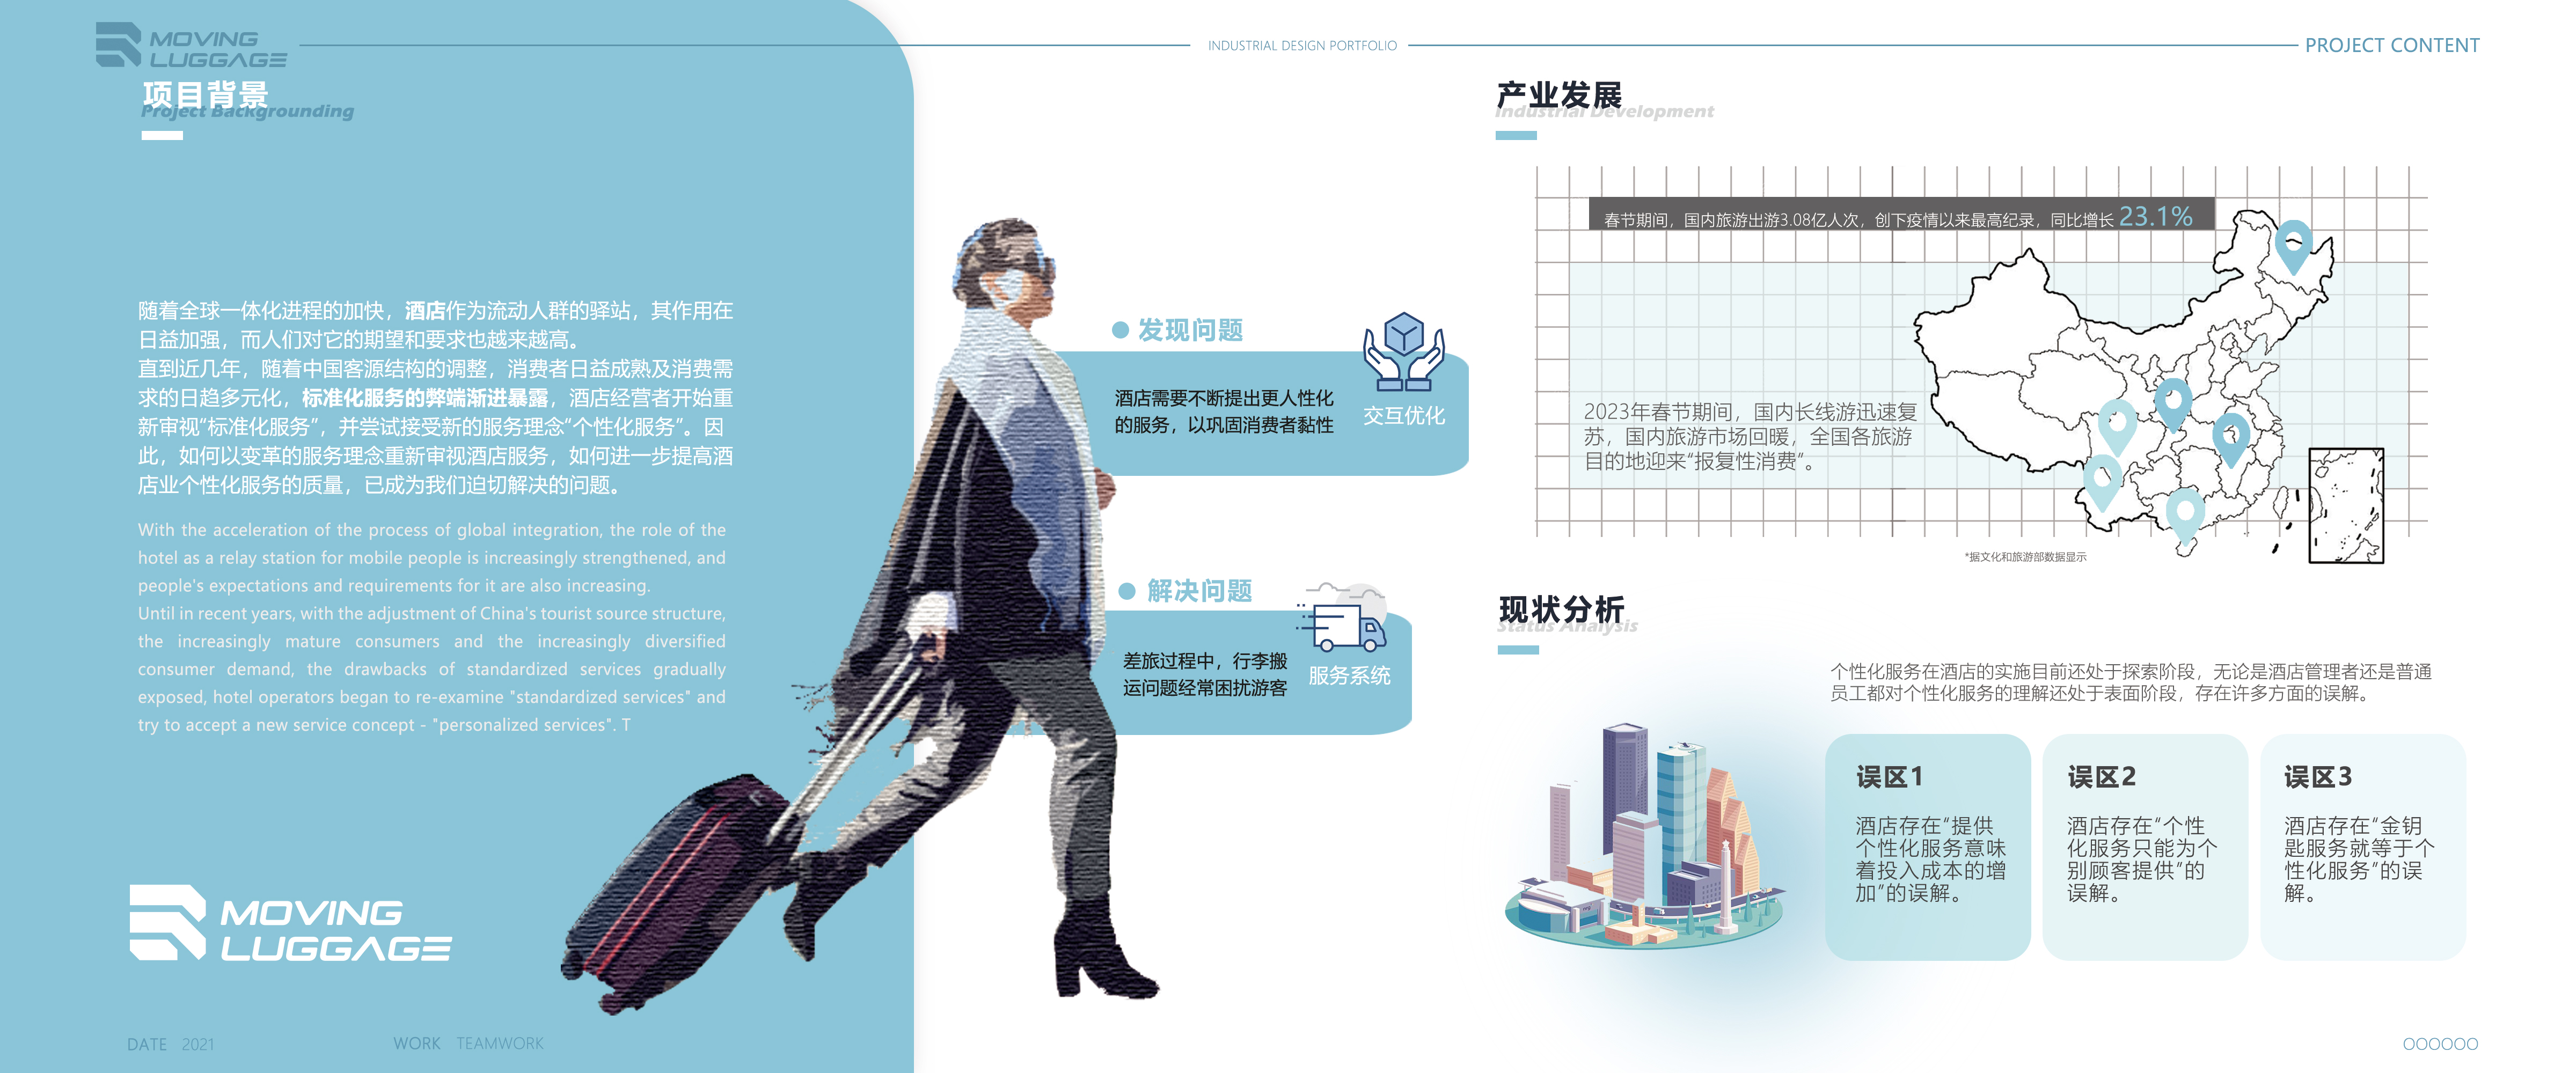 MOVING
LUGGAGE
INDUSTRIAL DESIGN PORTFOLIO
PROJECT CONTENT
项目背景
Project Backgrounding
随着全球一体化进程的加快，酒店作为流动人群的驿站，其作用在
日益加强，而人们对它的期望和要求也越来越高。
直到近几年，随着中国客源结构的调整，消费者日益成熟及消费需
求的日趋多元化，标准化服务的弊端渐进暴露，酒店经营者开始重
新审视“标准化服务”，并尝试接受新的服务理念“个性化服务”。因
此，如何以变革的服务理念重新审视酒店服务，如何进一步提高酒
店业个性化服务的质量，已成为我们迫切解决的问题。
With the acceleration of the process of global integration, the role of the
hotel as a relay station for mobile people is increasingly strengthened, and
people's expectations and requirements for it are also increasing.
Until in recent years, with the adjustment of China's tourist source structure,
the increasingly mature consumers and the increasingly diversified
consumer demand, the drawbacks of standardized services gradually
exposed, hotel operators began to re-examine "standardized services" and
try to accept a new service concept - "personalized services". T
MOVING
LUGGAGE
DATE 2021
WORK TEAMWORK
发现问题
酒店需要不断提出更人性化
的服务，以巩固消费者黏性
交互优化
解决问题
差旅过程中，行李搬
运问题经常困扰游客
服务系统
产业发展
Industrial Development
春节期间，国内旅游出游3.08亿人次，创下疫情以来最高纪录，同比增长 23.1%
2023年春节期间，国内长线游迅速复
苏，国内旅游市场回暖，全国各旅游
目的地迎来“报复性消费”。
*据文化和旅游部数据显示
现状分析
Status Analysis
个性化服务在酒店的实施目前还处于探索阶段，无论是酒店管理者还是普通
员工都对个性化服务的理解还处于表面阶段，存在许多方面的误解。
误区1
酒店存在“提供
个性化服务意味
着投入成本的增
加”的误解。
误区2
酒店存在“个性
化服务只能为个
别顾客提供”的
误解。
误区3
酒店存在“金钥
匙服务就等于个
性化服务”的误
解。
OOOOOO